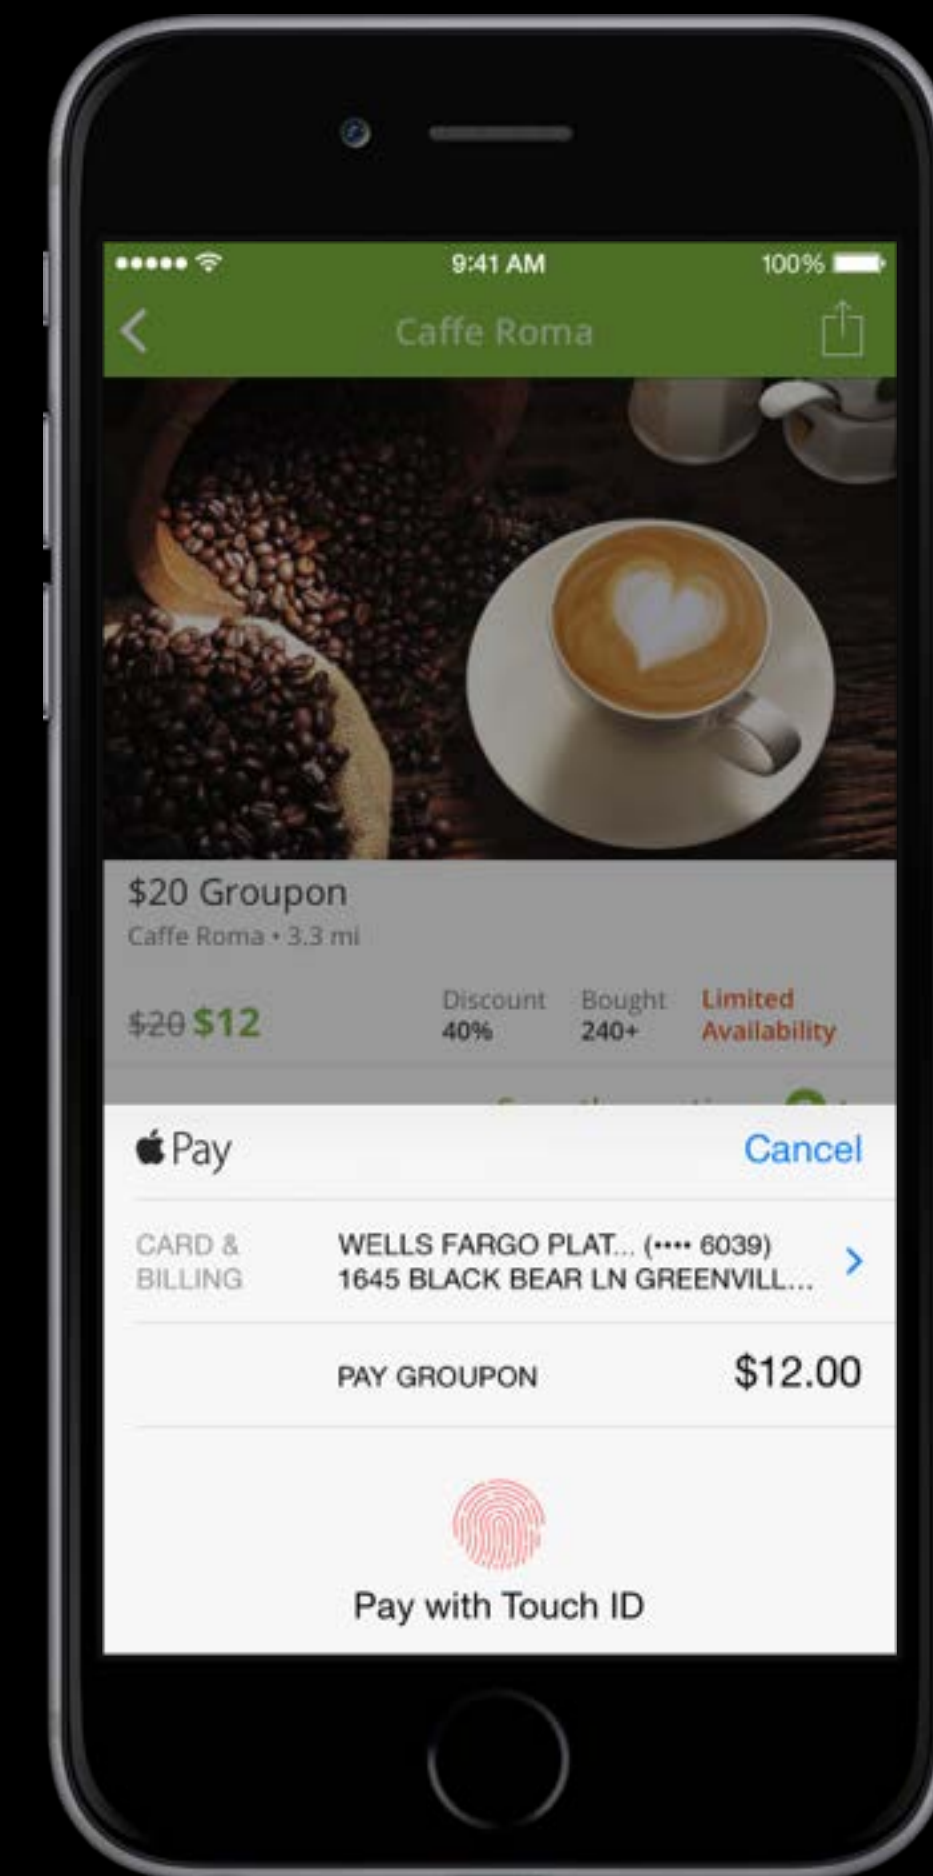 9:41 AM
100%
Caffe Roma
$20 Groupon
Caffe Roma • 3.3 mi
$20 $12
Discount
40%
Bought
240+
Limited
Availability
Pay
Cancel
CARD &
BILLING
WELLS FARGO PLAT... (•••• 6039)
1645 BLACK BEAR LN GREENVILL...
PAY GROUPON
$12.00
Pay with Touch ID